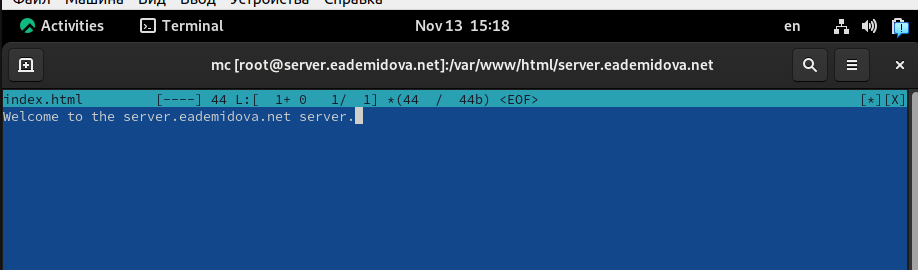 Файл Машина Вид Ввод Устройства Справка
Activities Terminal Nov 13 15:18 en
mc [root@server.eademidova.net]:/var/www/html/server.eademidova.net
index.html [----] 44 L:[ 1+ 0 1/ 1] *(44 / 44b) <EOF> [*][X]
Welcome to the server.eademidova.net server.